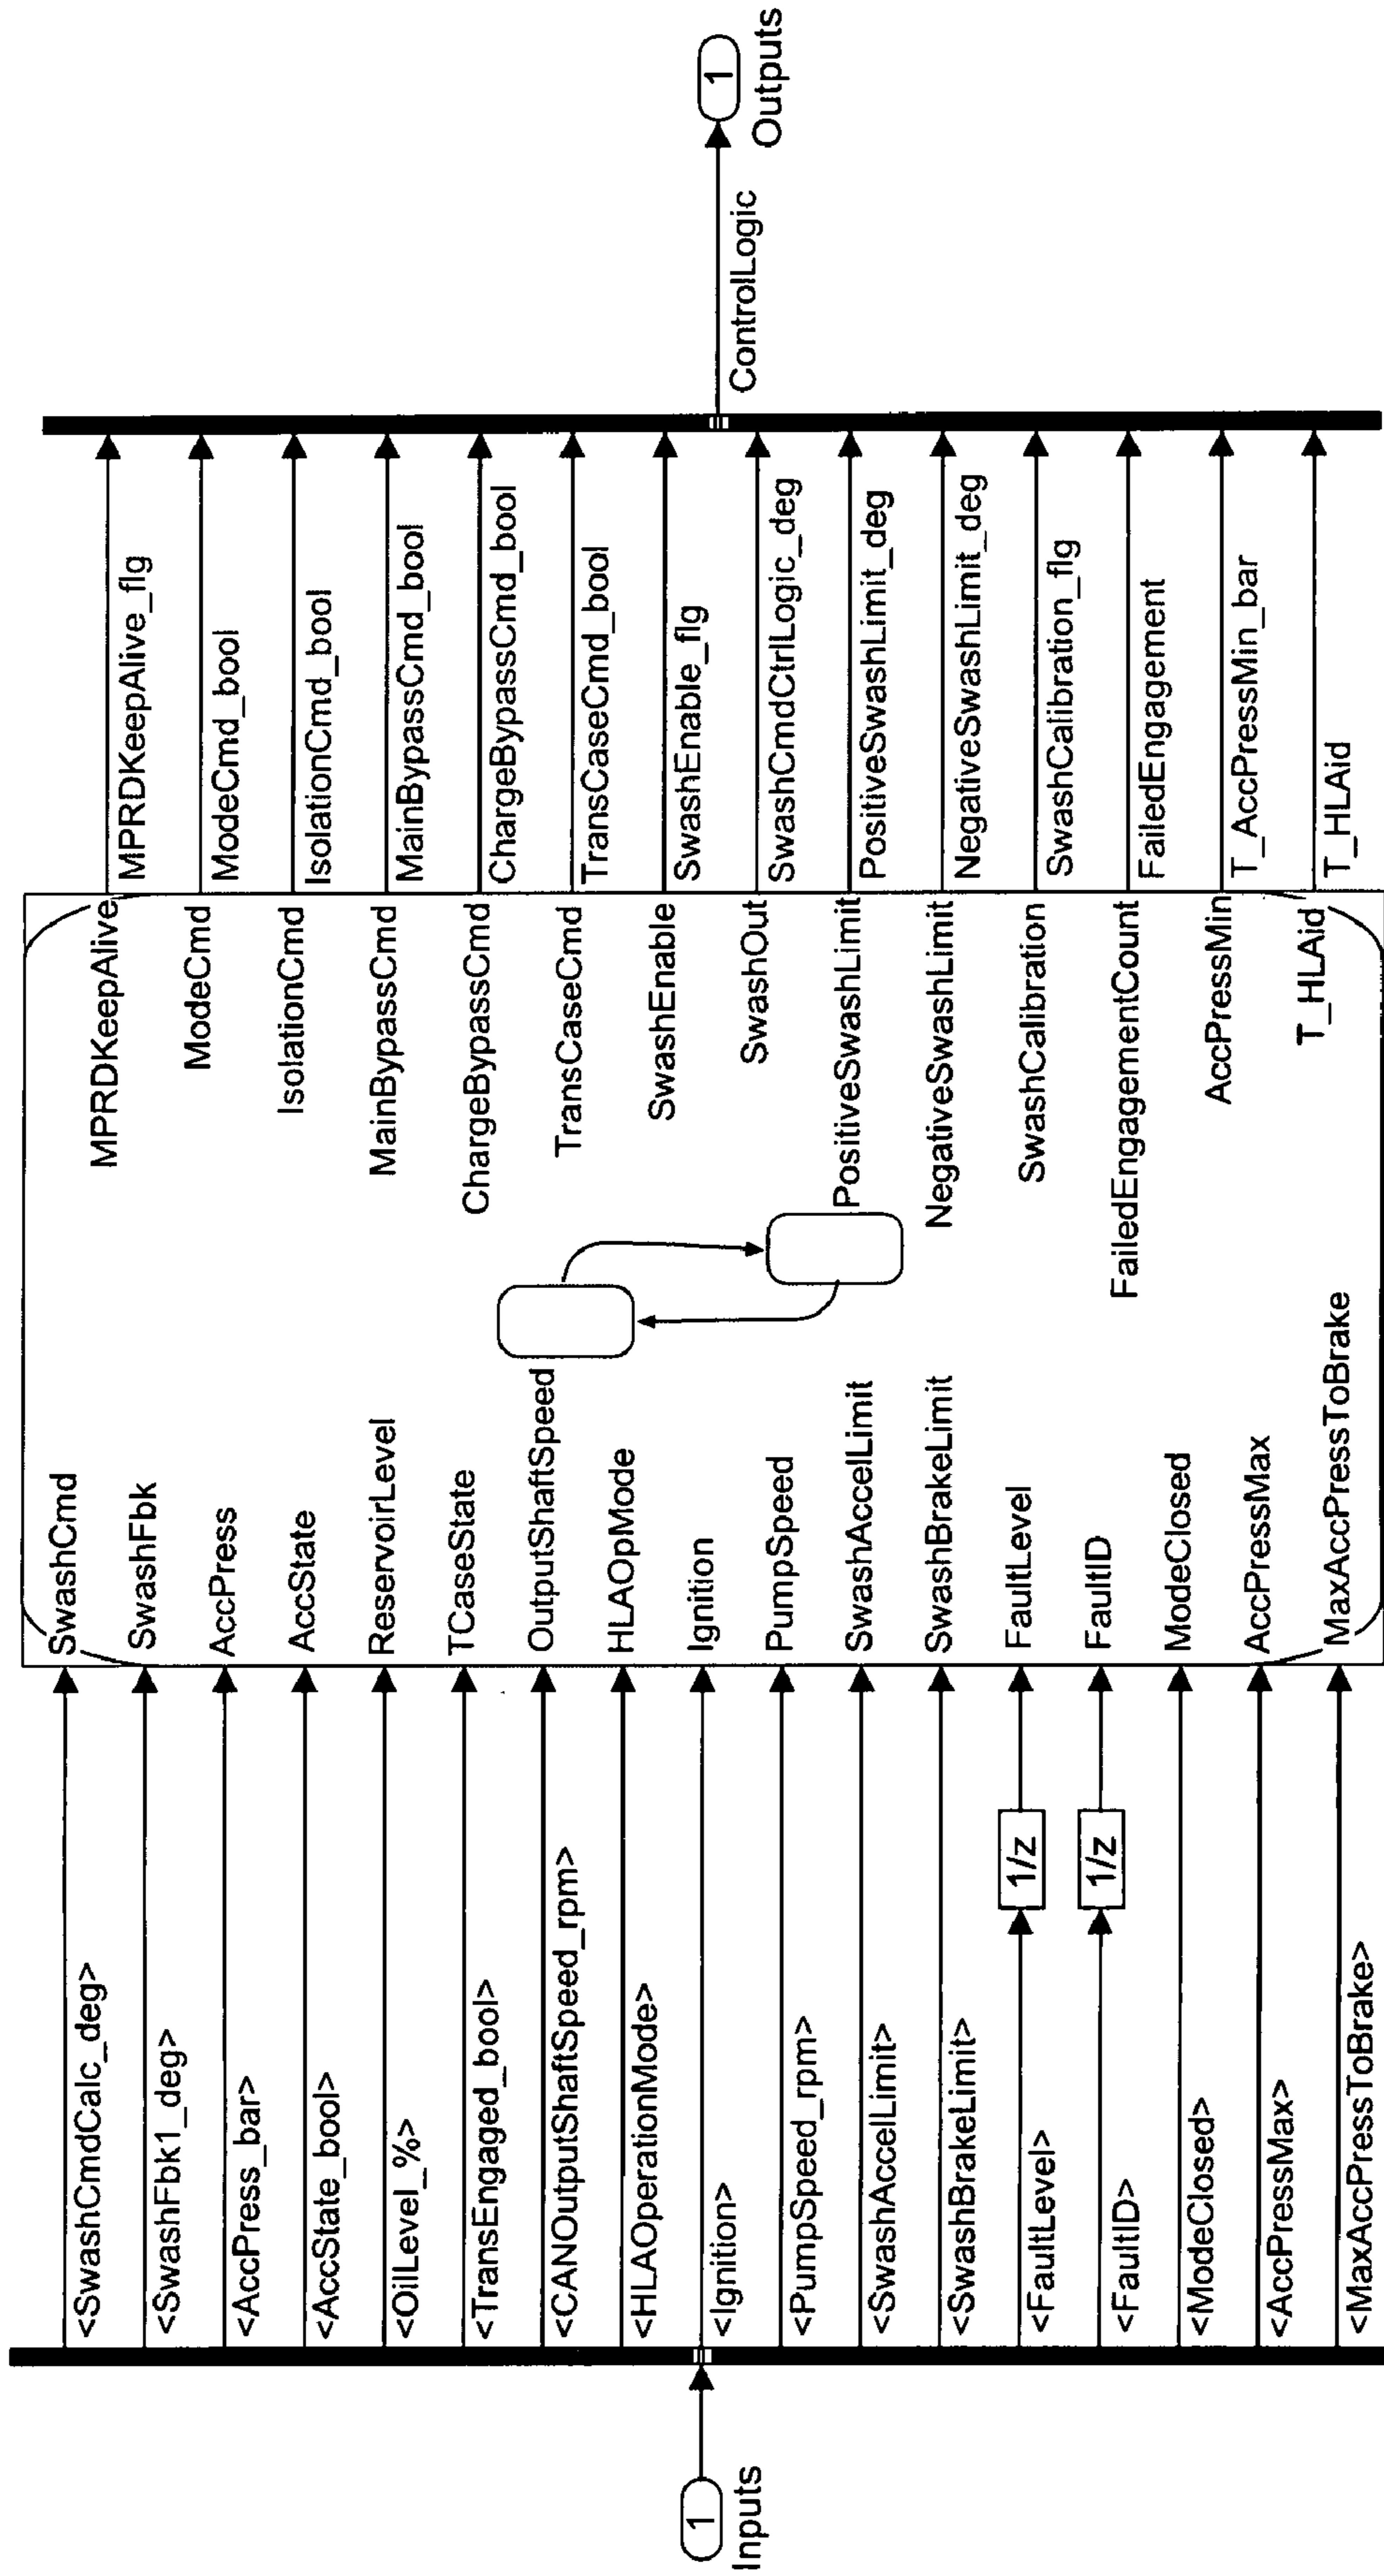 1
Inputs
<SwashCmdCalc_deg>
<SwashFbk1_deg>
<AccPress_bar>
<AccState_bool>
<OilLevel_%>
<TransEngaged_bool>
<CANOutputShaftSpeed_rpm>
<HLAOperationMode>
<Ignition>
<PumpSpeed_rpm>
<SwashAccelLimit>
<SwashBrakeLimit>
<FaultLevel>
<FaultID>
<ModeClosed>
<AccPressMax>
<MaxAccPressToBrake>
1/z
1/z
SwashCmd
SwashFbk
AccPress
AccState
ReservoirLevel
TCaseState
OutputShaftSpeed
HLAOpMode
Ignition
PumpSpeed
SwashAccelLimit
SwashBrakeLimit
FaultLevel
FaultID
ModeClosed
AccPressMax
MaxAccPressToBrake
MPRDKeepAlive
ModeCmd
IsolationCmd
MainBypassCmd
ChargeBypassCmd
TransCaseCmd
SwashEnable
SwashOut
PositiveSwashLimit
NegativeSwashLimit
SwashCalibration
FailedEngagementCount
AccPressMin
T_HLAid
MPRDKeepAlive_flg
ModeCmd_bool
IsolationCmd_bool
MainBypassCmd_bool
ChargeBypassCmd_bool
TransCaseCmd_bool
SwashEnable_flg
SwashCmdCtrlLogic_deg
PositiveSwashLimit_deg
NegativeSwashLimit_deg
SwashCalibration_flg
FailedEngagement
T_AccPressMin_bar
T_HLAid
ControlLogic
1
Outputs